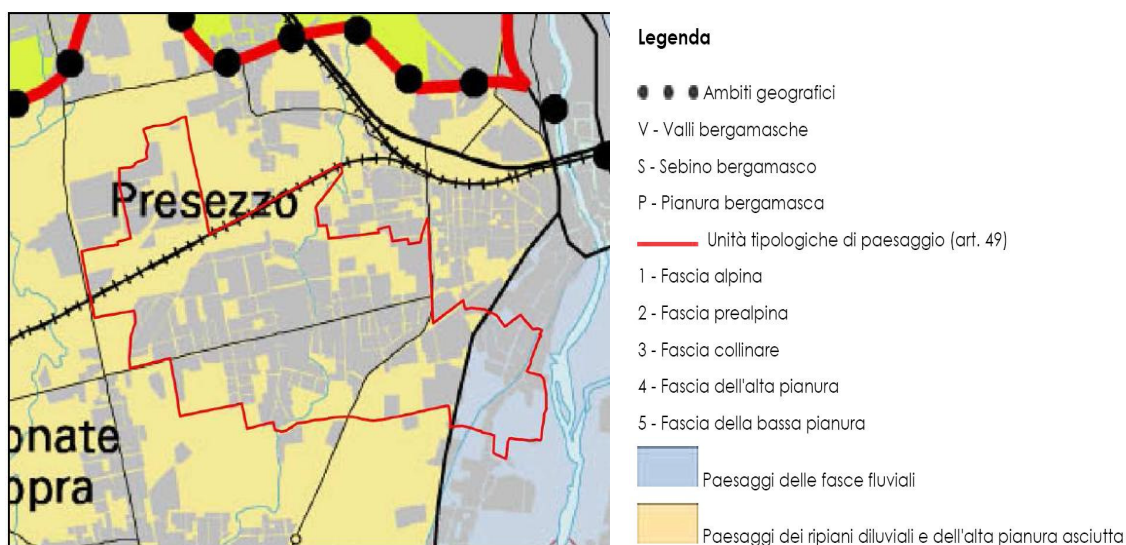 Presezzo
onate
opra
Legenda
Ambiti geografici
V - Valli bergamasche
S - Sebino bergamasco
P - Pianura bergamasca
Unità tipologiche di paesaggio (art. 49)
1 - Fascia alpina
2 - Fascia prealpina
3 - Fascia collinare
4 - Fascia dell'alta pianura
5 - Fascia della bassa pianura
Paesaggi delle fasce fluviali
Paesaggi dei ripiani diluviali e dell'alta pianura asciutta